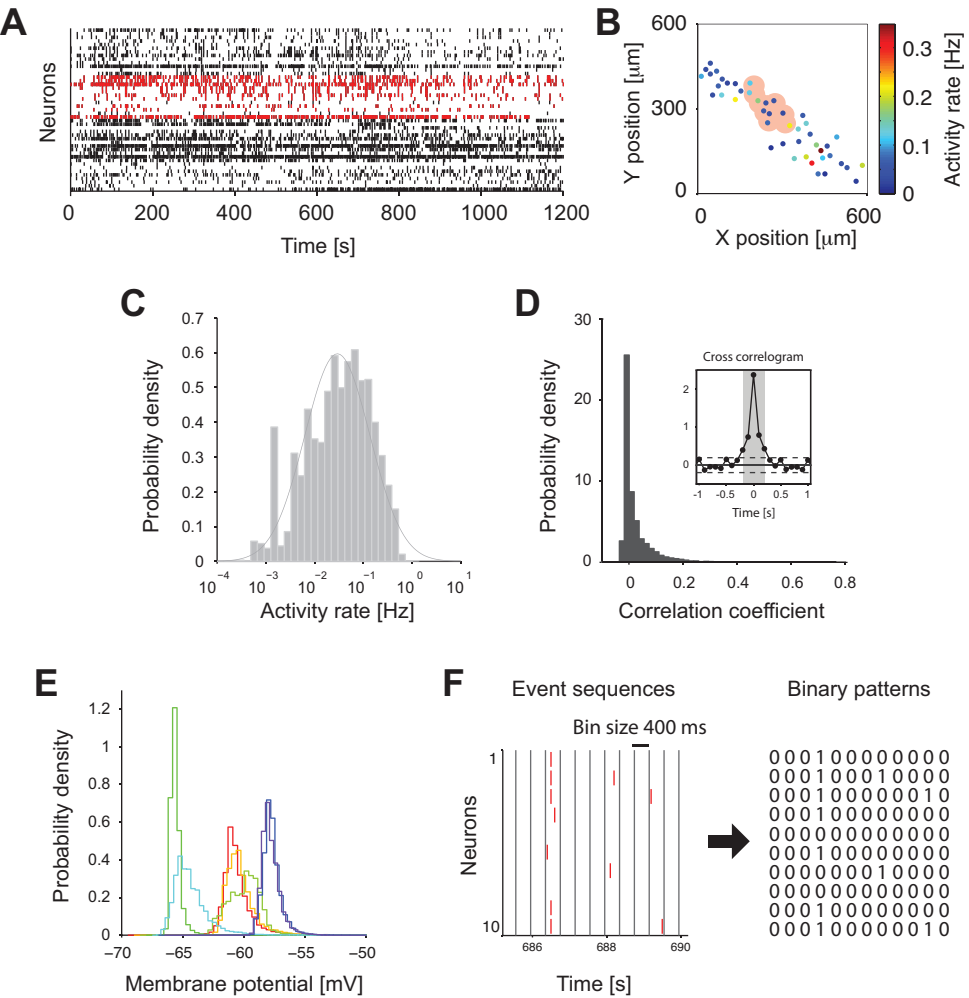 A
Neurons
0 200 400 600 800 1000 1200
Time [s]
B
600
300
0
Y position [μm]
0 600
X position [μm]
0.3
0.2
0.1
0
Activity rate [Hz]
C
0.7
0.6
0.5
0.4
0.3
0.2
0.1
0
Probability density
10−4 10−3 10−2 10−1 10 0 10 1
Activity rate [Hz]
D
30
20
10
0
Probability density
0 0.2 0.4 0.6 0.8
Correlation coefficient
Cross correlogram
2
1
0
-1 -0.5 0 0.5 1
Time [s]
E
1.2
1
0.8
0.6
0.4
0.2
0
Probability density
−70 −65 −60 −55 −50
Membrane potential [mV]
F
Event sequences
Bin size 400 ms
1
10
Neurons
686 688 690
Time [s]
Binary patterns
0 0 0 1 0 0 0 0 0 0 0 0
0 0 0 1 0 0 0 1 0 0 0 0
0 0 0 1 0 0 0 0 0 0 1 0
0 0 0 1 0 0 0 0 0 0 0 0
0 0 0 0 0 0 0 0 0 0 0 0
0 0 0 1 0 0 0 0 0 0 0 0
0 0 0 0 0 0 0 1 0 0 0 0
0 0 0 0 0 0 0 0 0 0 0 0
0 0 0 1 0 0 0 0 0 0 0 0
0 0 0 1 0 0 0 0 0 0 1 0